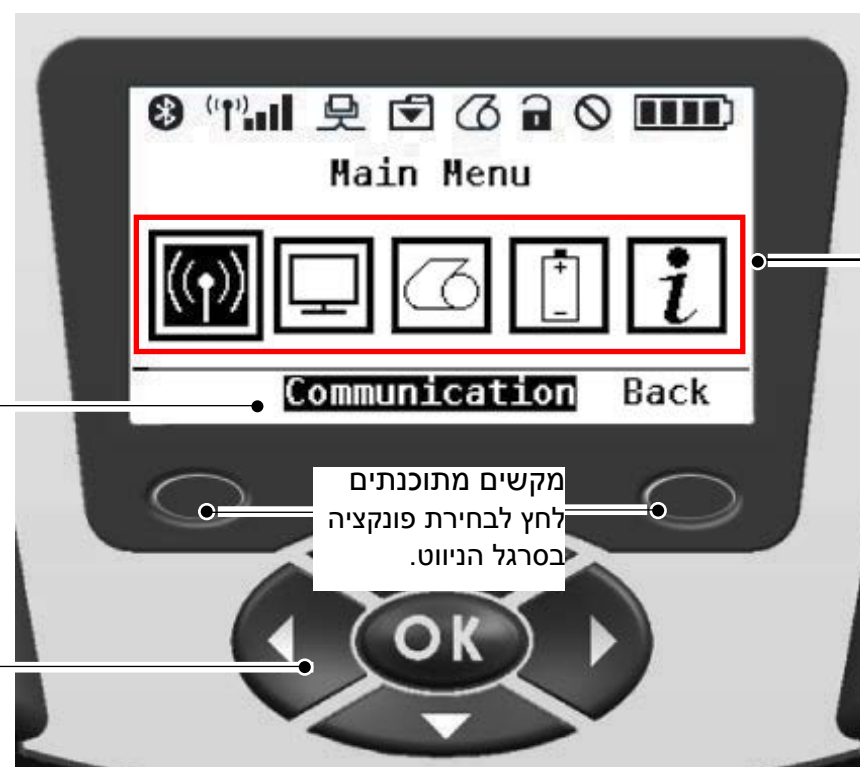 Main Menu
Communication Back
מקשים מתוכנתים
לחץ לבחירת פונקציה
בסרגל הניווט.
OK